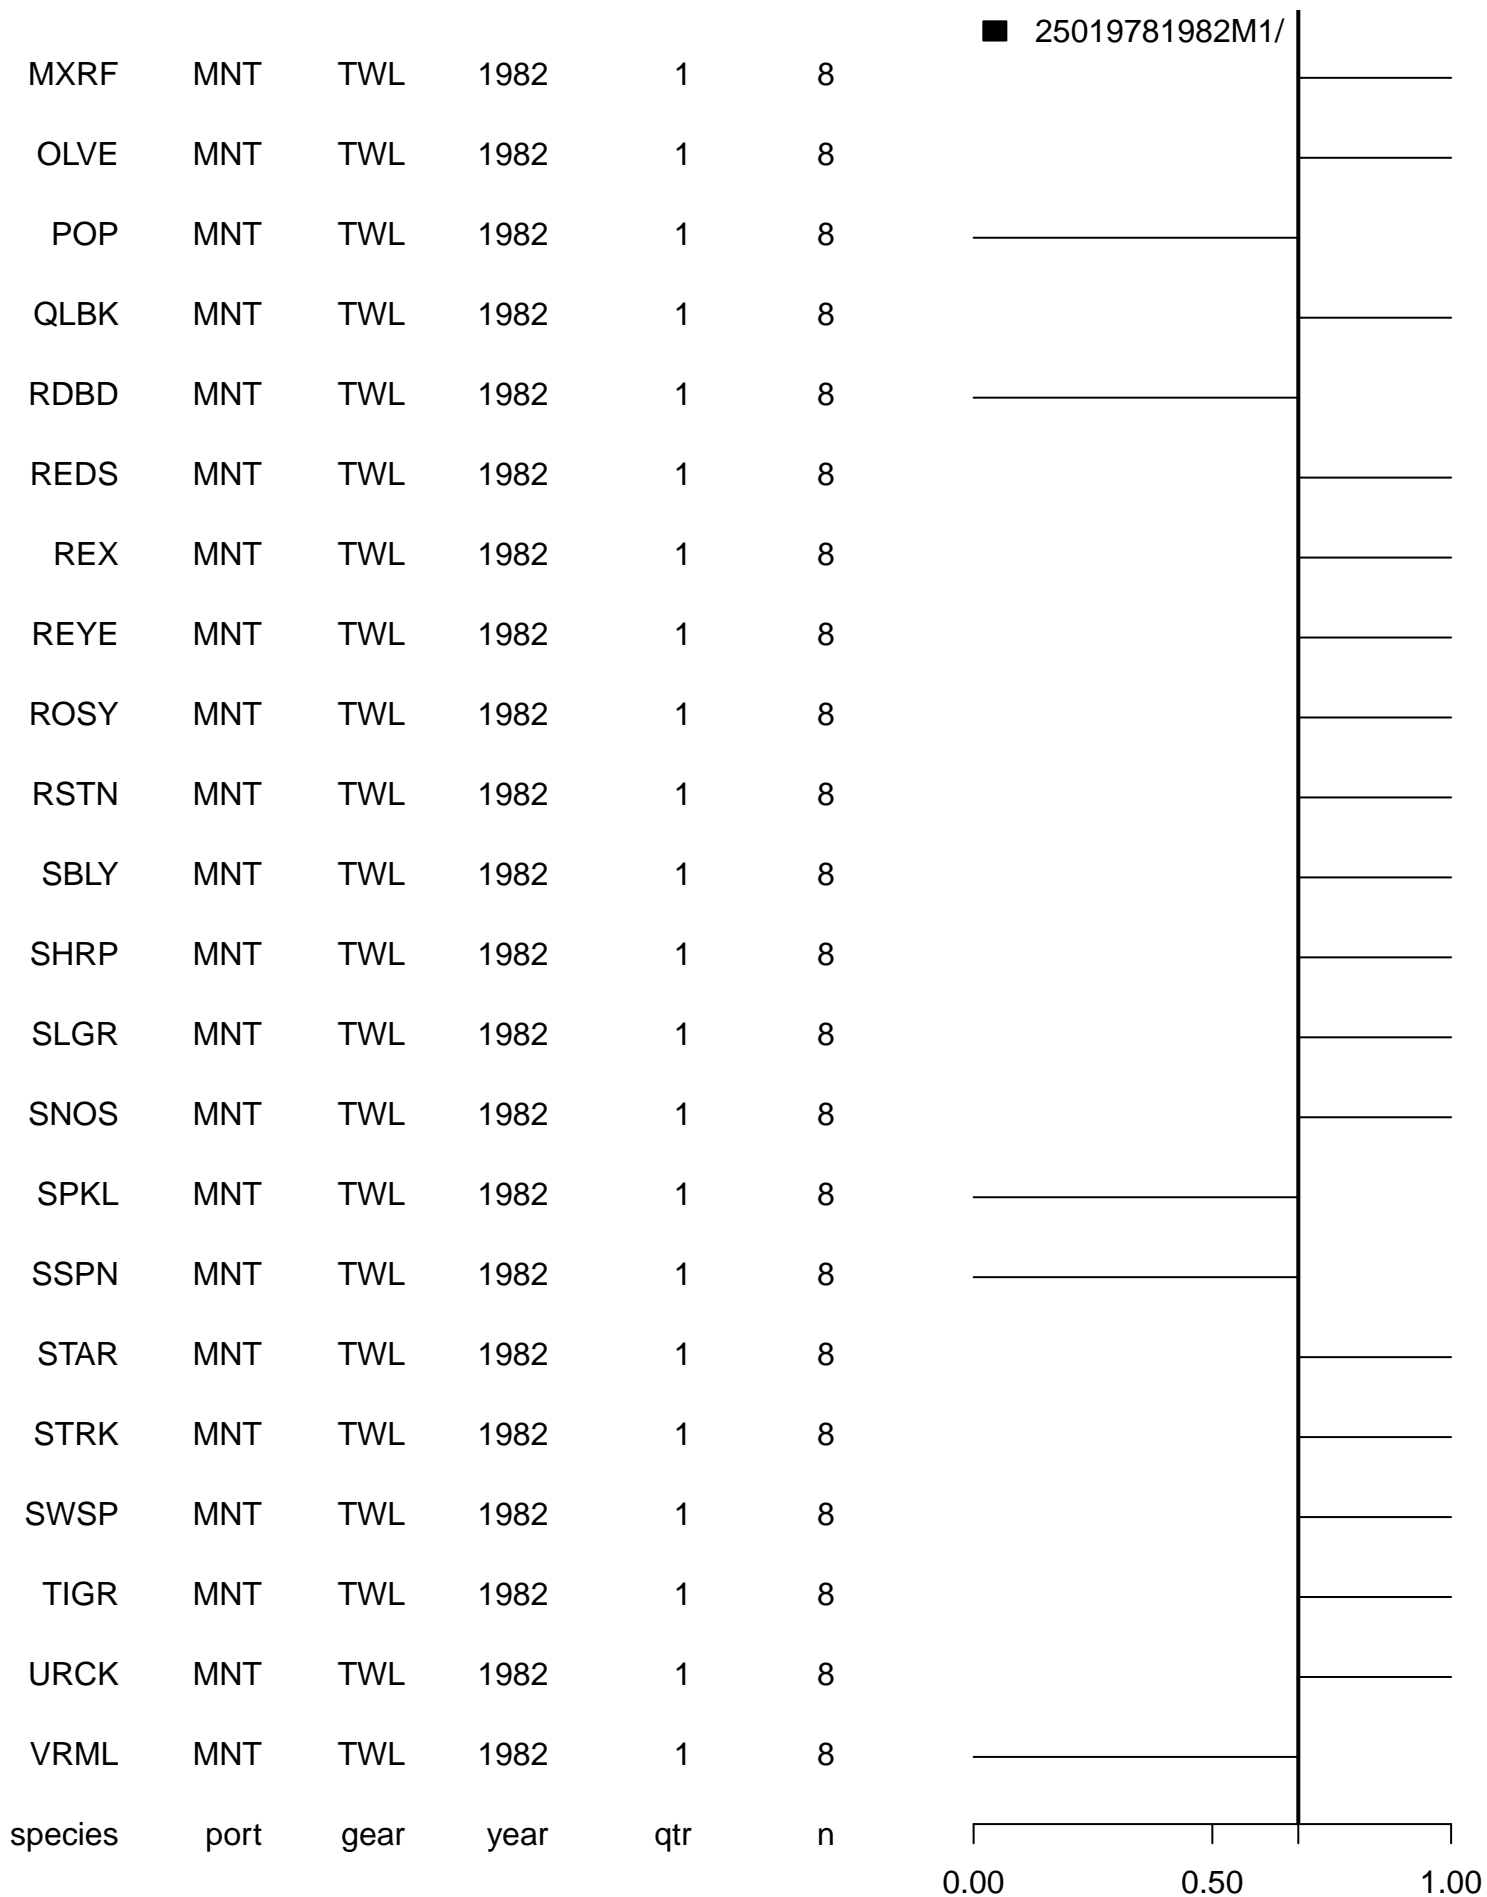 25019781982M1/
MXRF MNT TWL 1982 1 8
OLVE MNT TWL 1982 1 8
POP MNT TWL 1982 1 8
QLBK MNT TWL 1982 1 8
RDBD MNT TWL 1982 1 8
REDS MNT TWL 1982 1 8
REX MNT TWL 1982 1 8
REYE MNT TWL 1982 1 8
ROSY MNT TWL 1982 1 8
RSTN MNT TWL 1982 1 8
SBLY MNT TWL 1982 1 8
SHRP MNT TWL 1982 1 8
SLGR MNT TWL 1982 1 8
SNOS MNT TWL 1982 1 8
SPKL MNT TWL 1982 1 8
SSPN MNT TWL 1982 1 8
STAR MNT TWL 1982 1 8
STRK MNT TWL 1982 1 8
SWSP MNT TWL 1982 1 8
TIGR MNT TWL 1982 1 8
URCK MNT TWL 1982 1 8
VRML MNT TWL 1982 1 8
species port gear year qtr n
0.00 0.50 1.00